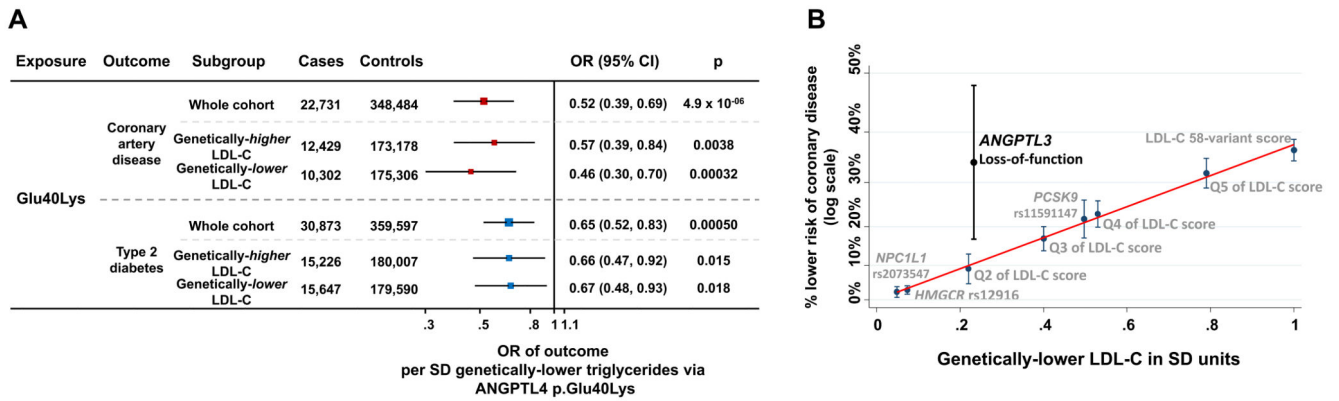 A
Exposure Outcome Subgroup Cases Controls OR (95% CI) p
Whole cohort 22,731 348,484 0.52 (0.39, 0.69) 4.9 x 10-06
Coronary
artery
disease
Genetically-higher
LDL-C
12,429 173,178 0.57 (0.39, 0.84) 0.0038
Genetically-lower
LDL-C
10,302 175,306 0.46 (0.30, 0.70) 0.00032
Glu40Lys
Whole cohort 30,873 359,597 0.65 (0.52, 0.83) 0.00050
Type 2
diabetes
Genetically-higher
LDL-C
15,226 180,007 0.66 (0.47, 0.92) 0.015
Genetically-lower
LDL-C
15,647 179,590 0.67 (0.48, 0.93) 0.018
.3 .5 .8 1 1.1
OR of outcome
per SD genetically-lower triglycerides via
ANGPTL4 p.Glu40Lys
B
% lower risk of coronary disease
(log scale)
50%
40%
30%
20%
10%
0%
ANGPTL3
Loss-of-function
LDL-C 58-variant score
Q5 of LDL-C score
PCSK9
rs11591147
Q4 of LDL-C score
Q3 of LDL-C score
NPC1L1
rs2073547
Q2 of LDL-C score
HMGCR rs12916
0 .2 .4 .6 .8 1
Genetically-lower LDL-C in SD units